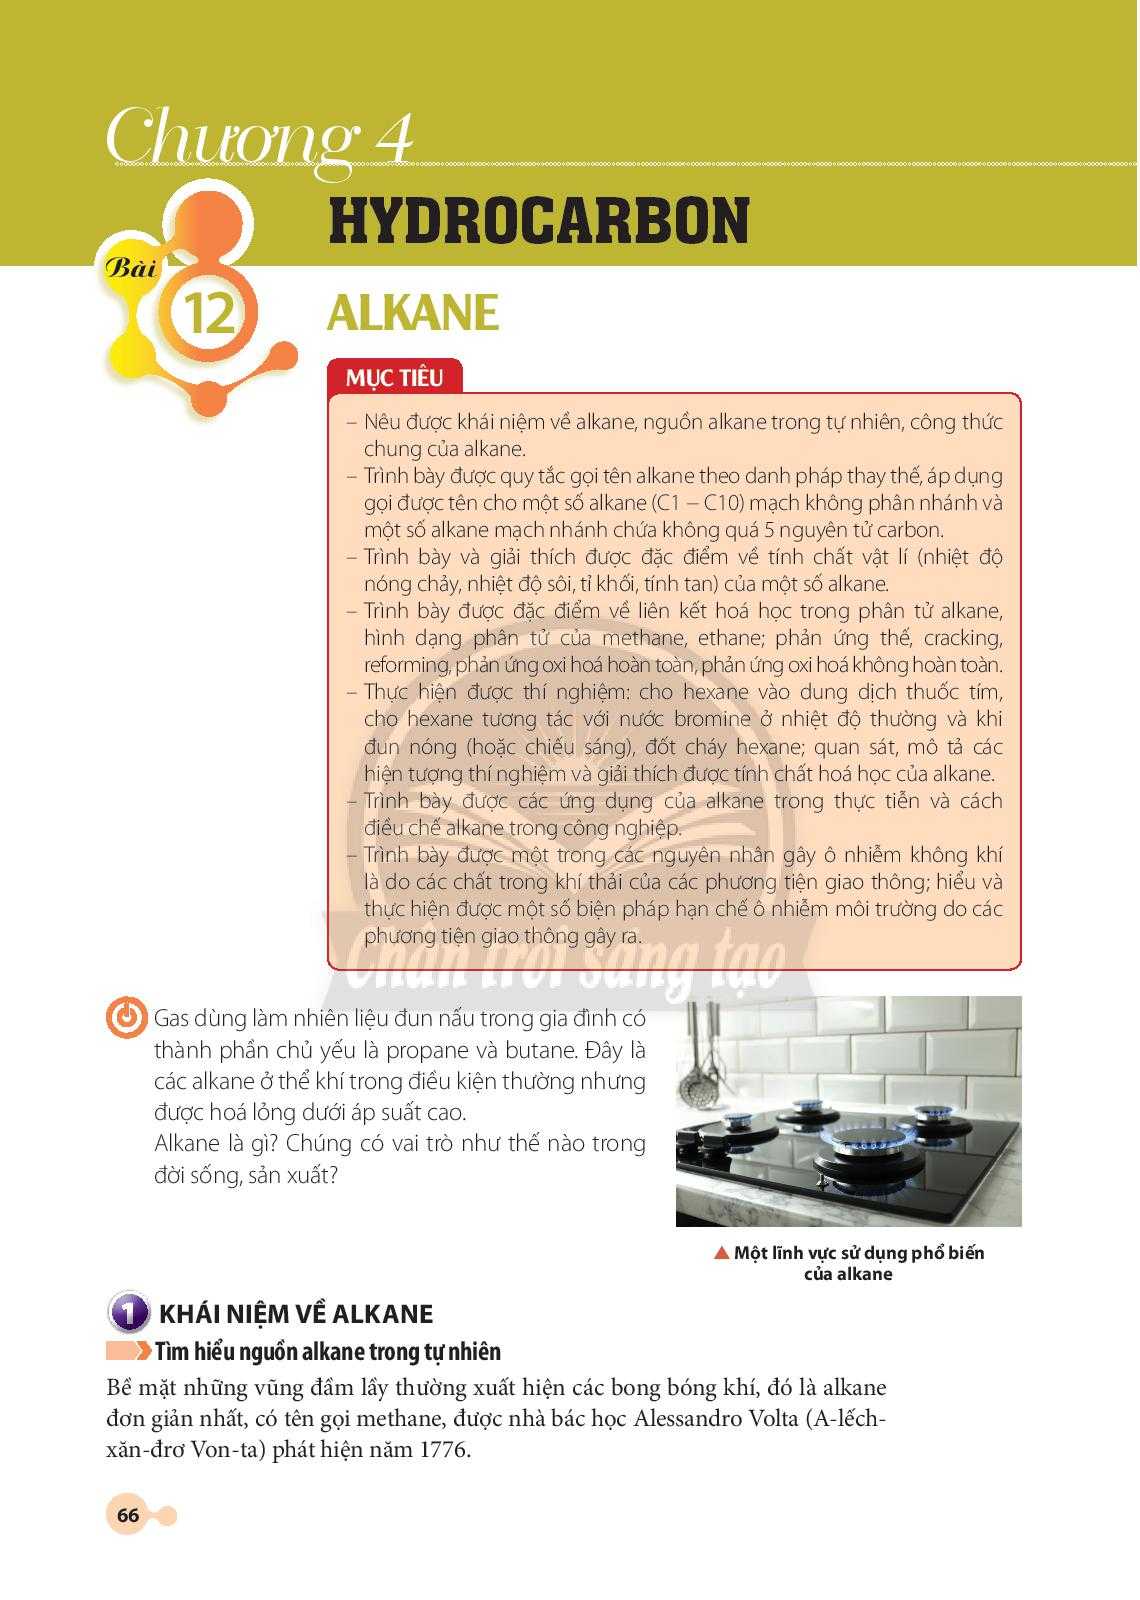 Chương 4
HYDROCARBON
Bài
12
ALKANE
MỤC TIÊU
– Nêu được khái niệm về alkane, nguồn alkane trong tự nhiên, công thức
chung của alkane.
– Trình bày được quy tắc gọi tên alkane theo danh pháp thay thế, áp dụng
gọi được tên cho một số alkane (C1 – C10) mạch không phân nhánh và
một số alkane mạch nhánh chứa không quá 5 nguyên tử carbon.
– Trình bày và giải thích được đặc điểm về tính chất vật lí (nhiệt độ
nóng chảy, nhiệt độ sôi, tỉ khối, tính tan) của một số alkane.
– Trình bày được đặc điểm về liên kết hoá học trong phân tử alkane,
hình dạng phân tử của methane, ethane; phản ứng thế, cracking,
reforming, phản ứng oxi hoá hoàn toàn, phản ứng oxi hoá không hoàn toàn.
– Thực hiện được thí nghiệm: cho hexane vào dung dịch thuốc tím,
cho hexane tương tác với nước bromine ở nhiệt độ thường và khi
đun nóng (hoặc chiếu sáng), đốt cháy hexane; quan sát, mô tả các
hiện tượng thí nghiệm và giải thích được tính chất hoá học của alkane.
– Trình bày được các ứng dụng của alkane trong thực tiễn và cách
điều chế alkane trong công nghiệp.
– Trình bày được một trong các nguyên nhân gây ô nhiễm không khí
là do các chất trong khí thải của các phương tiện giao thông; hiểu và
thực hiện được một số biện pháp hạn chế ô nhiễm môi trường do các
phương tiện giao thông gây ra.
Chân trời sáng tạo
Gas dùng làm nhiên liệu đun nấu trong gia đình có
thành phần chủ yếu là propane và butane. Đây là
các alkane ở thể khí trong điều kiện thường nhưng
được hoá lỏng dưới áp suất cao.
Alkane là gì? Chúng có vai trò như thế nào trong
đời sống, sản xuất?
▲ Một lĩnh vực sử dụng phổ biến
của alkane
1 KHÁI NIỆM VỀ ALKANE
Tìm hiểu nguồn alkane trong tự nhiên
Bề mặt những vũng đầm lầy thường xuất hiện các bong bóng khí, đó là alkane
đơn giản nhất, có tên gọi methane, được nhà bác học Alessandro Volta (A-lếch-
xăn-đrơ Von-ta) phát hiện năm 1776.
66